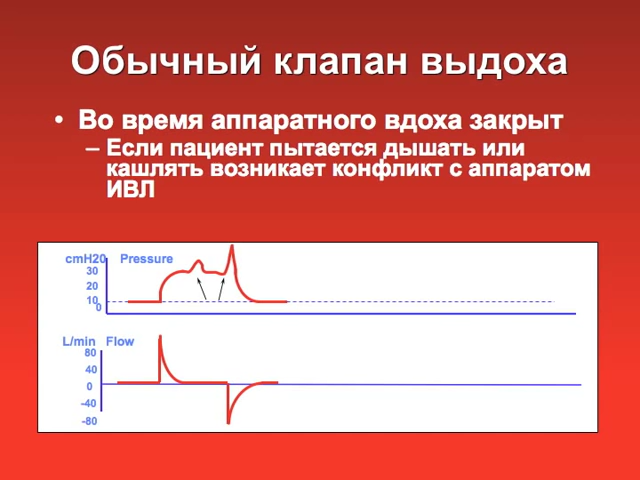 Обычный клапан выдоха
• Во время аппаратного вдоха закрыт
– Если пациент пытается дышать или
кашлять возникает конфликт с аппаратом
ИВЛ
cmH20 Pressure
30
20
10
0
L/min Flow
80
40
0
-40
-80